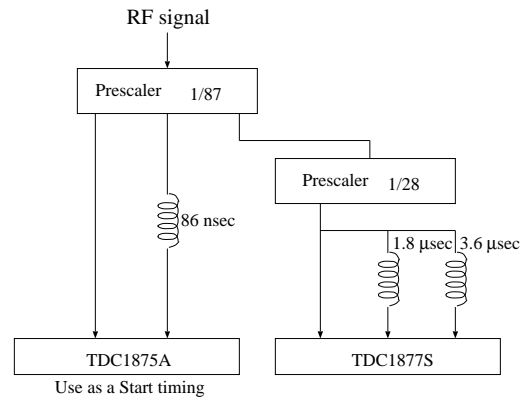 RF signal
Prescaler 1/87
Prescaler 1/28
86 nsec
1.8 μsec 3.6 μsec
TDC1875A
TDC1877S
Use as a Start timing